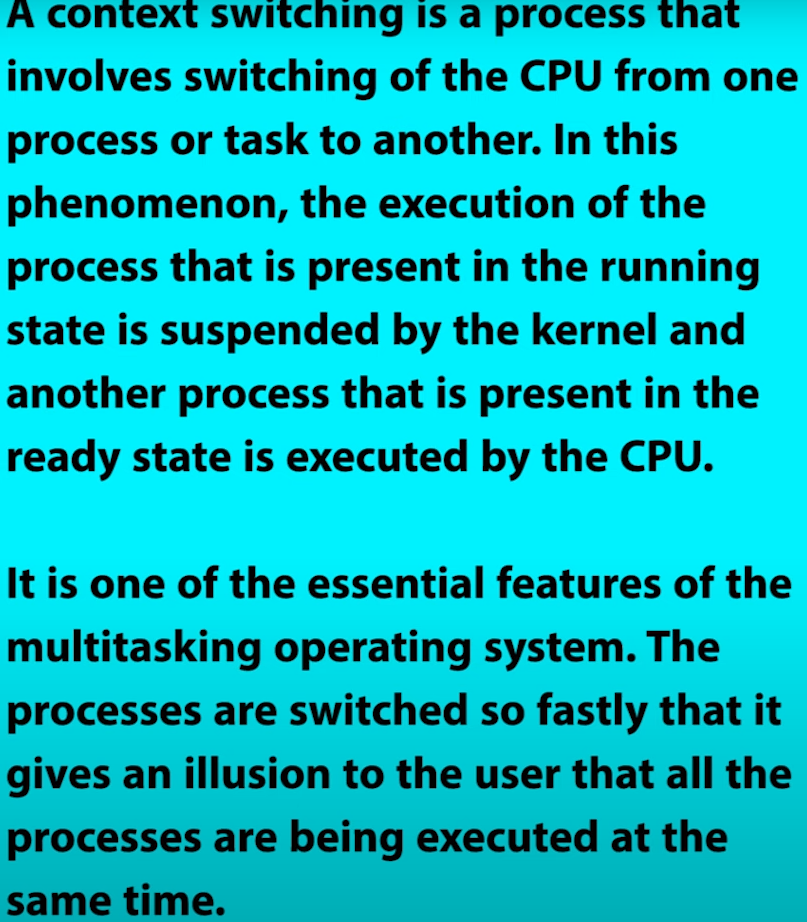 A context switching is a process that
involves switching of the CPU from one
process or task to another. In this
phenomenon, the execution of the
process that is present in the running
state is suspended by the kernel and
another process that is present in the
ready state is executed by the CPU.
It is one of the essential features of the
multitasking operating system. The
processes are switched so fastly that it
gives an illusion to the user that all the
processes are being executed at the
same time.